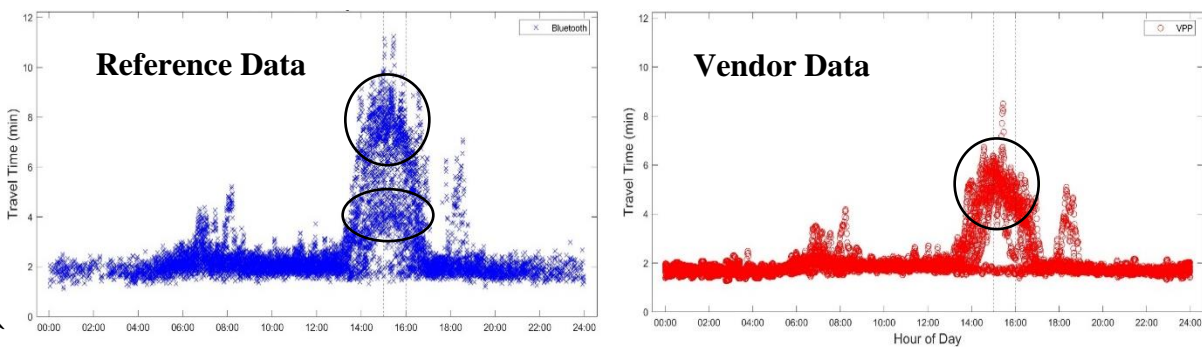 12
10
8
6
4
2
0
Travel Time (min)
Reference Data
× Bluetooth
00:00 02:00 04:00 06:00 08:00 10:00 12:00 14:00 16:00 18:00 20:00 22:00 24:00
12
10
8
6
4
2
0
Travel Time (min)
Vendor Data
○ VPP
00:00 02:00 04:00 06:00 08:00 10:00 12:00 14:00 16:00 18:00 20:00 22:00 24:00
Hour of Day